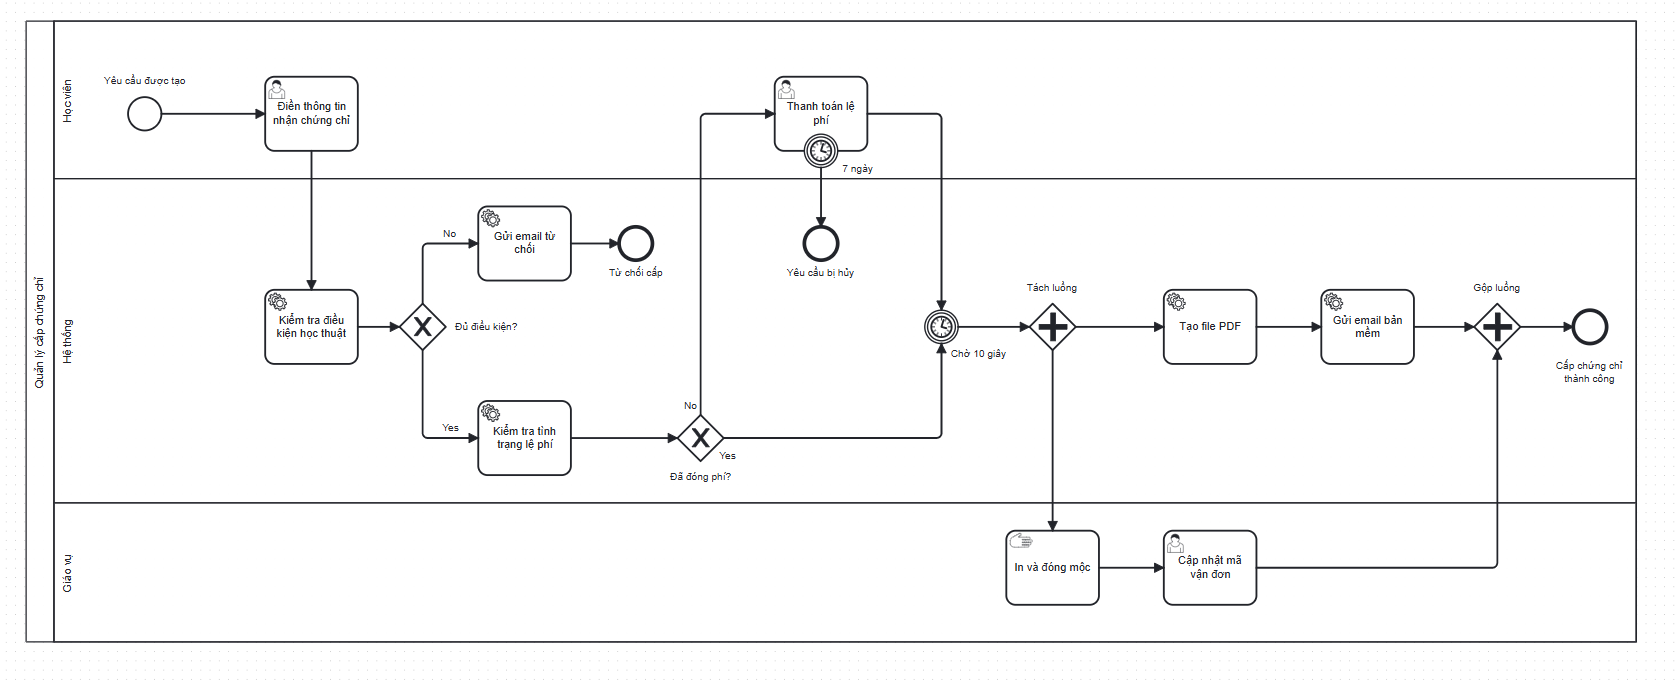 Quản lý cấp chứng chỉ
Học viên
Yêu cầu được tạo
Điền thông tin
nhận chứng chỉ
Thanh toán lệ
phí
7 ngày
Hệ thống
Kiểm tra điều
kiện học thuật
Đủ điều kiện?
No
Gửi email từ
chối
Từ chối cấp
Yes
Kiểm tra tình
trạng lệ phí
No
Yes
Đã đóng phí?
Yêu cầu bị hủy
Chờ 10 giây
Tách luồng
Tạo file PDF
Gửi email bản
mềm
Gộp luồng
Cấp chứng chỉ
thành công
Giáo vụ
In và đóng mộc
Cập nhật mã
vận đơn